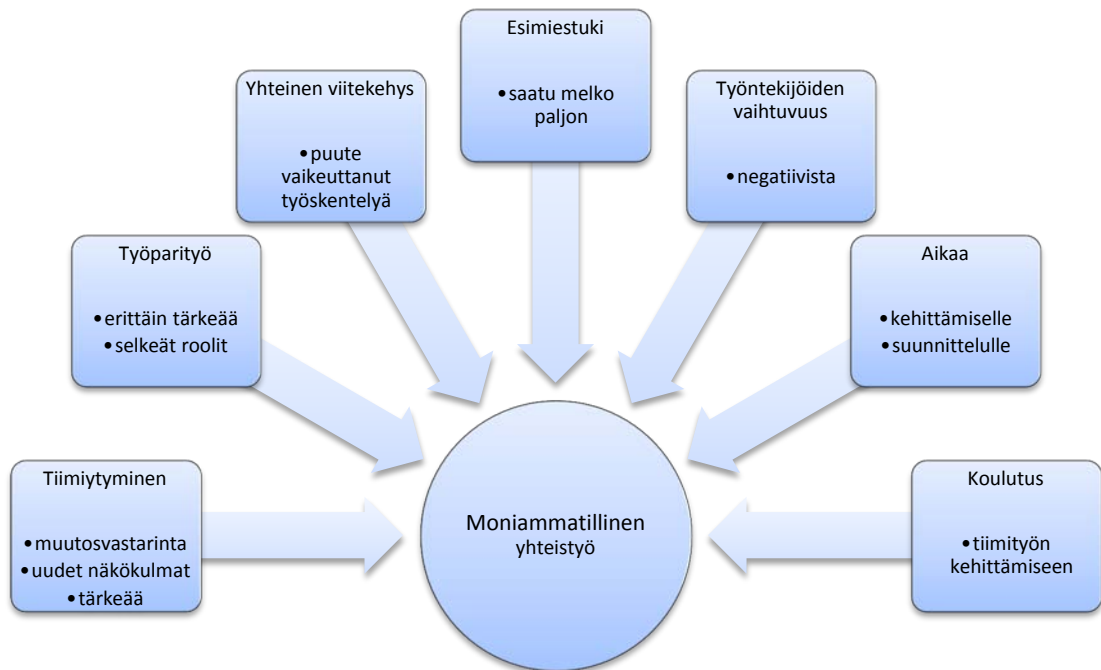 Esimiestuki
• saatu melko
paljon
Yhteinen viitekehys
• puute
vaikeuttanut
työskentelyä
Työntekijöiden
vaihtuvuus
• negatiivista
Työparityö
• erittäin tärkeää
• selkeät roolit
Aikaa
• kehittämiselle
• suunnittelulle
Tiimiytyminen
• muutosvastarinta
• uudet näkökulmat
• tärkeää
Moniammatillinen
yhteistyö
Koulutus
• tiimityön
kehittämiseen